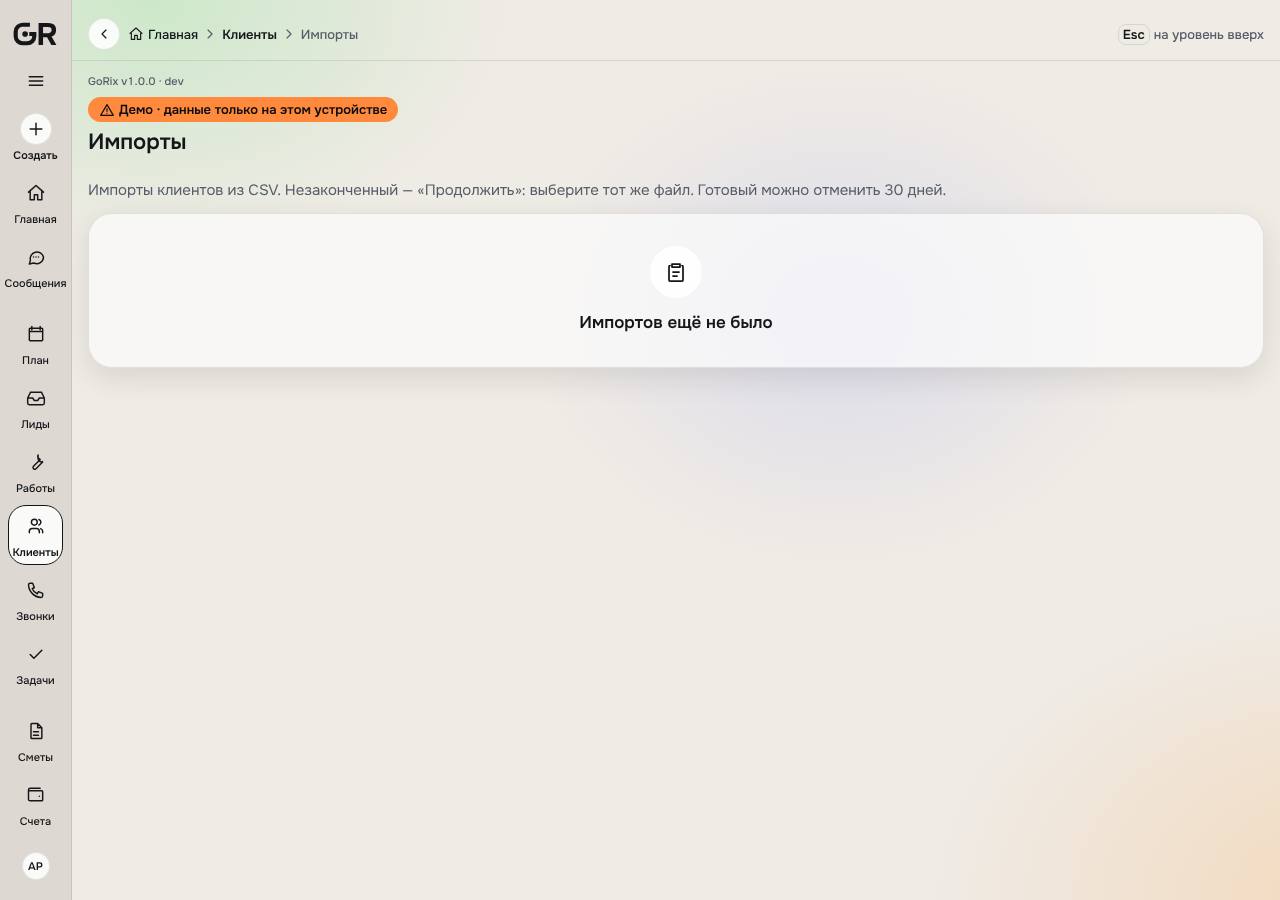 GR
Главная > Клиенты > Импорты
Esc на уровень вверх
GoRix v1.0.0 · dev
Демо · данные только на этом устройстве
Импорты
Импорты клиентов из CSV. Незаконченный — «Продолжить»: выберите тот же файл. Готовый можно отменить 30 дней.
Импортов ещё не было
Создать
Главная
Сообщения
План
Лиды
Работы
Клиенты
Звонки
Задачи
Сметы
Счета
AP